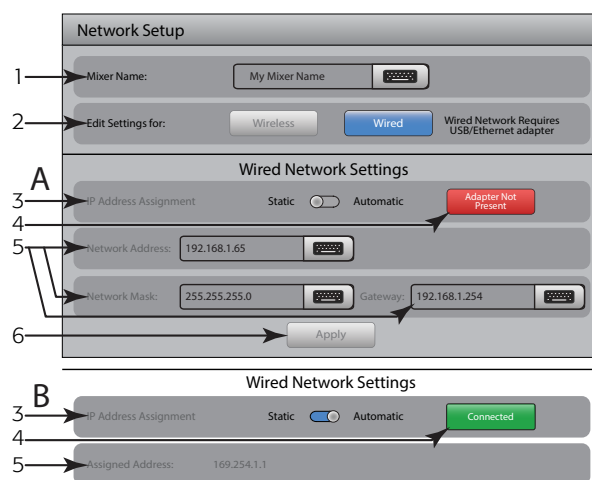 Network Setup
1 Mixer Name: My Mixer Name
2 Edit Settings for: Wireless Wired Wired Network Requires
USB/Ethernet adapter
A Wired Network Settings
3 IP Address Assignment Static Automatic Adapter Not
Present
4
5 Network Address: 192.168.1.65
Network Mask: 255.255.255.0 Gateway: 192.168.1.254
6 Apply
B Wired Network Settings
3 IP Address Assignment Static Automatic Connected
4
5 Assigned Address: 169.254.1.1